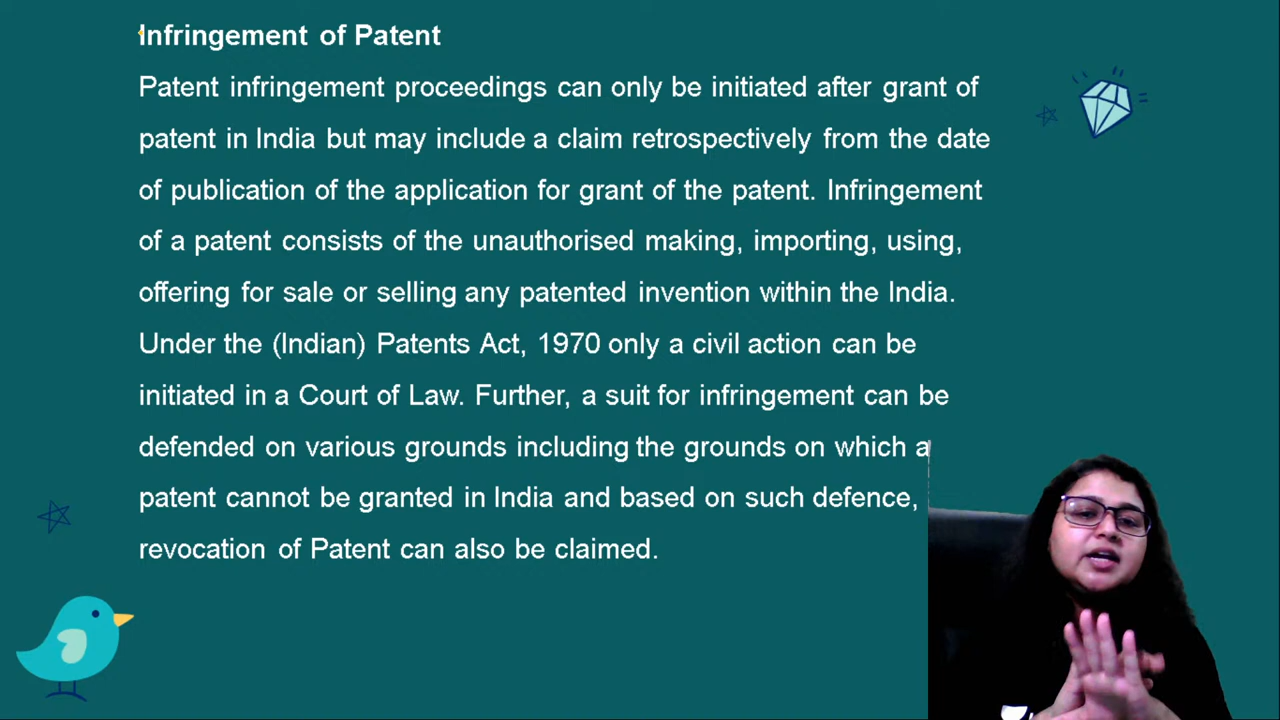 Infringement of Patent
Patent infringement proceedings can only be initiated after grant of
patent in India but may include a claim retrospectively from the date
of publication of the application for grant of the patent. Infringement
of a patent consists of the unauthorised making, importing, using,
offering for sale or selling any patented invention within the India.
Under the (Indian) Patents Act, 1970 only a civil action can be
initiated in a Court of Law. Further, a suit for infringement can be
defended on various grounds including the grounds on which a
patent cannot be granted in India and based on such defence,
revocation of Patent can also be claimed.